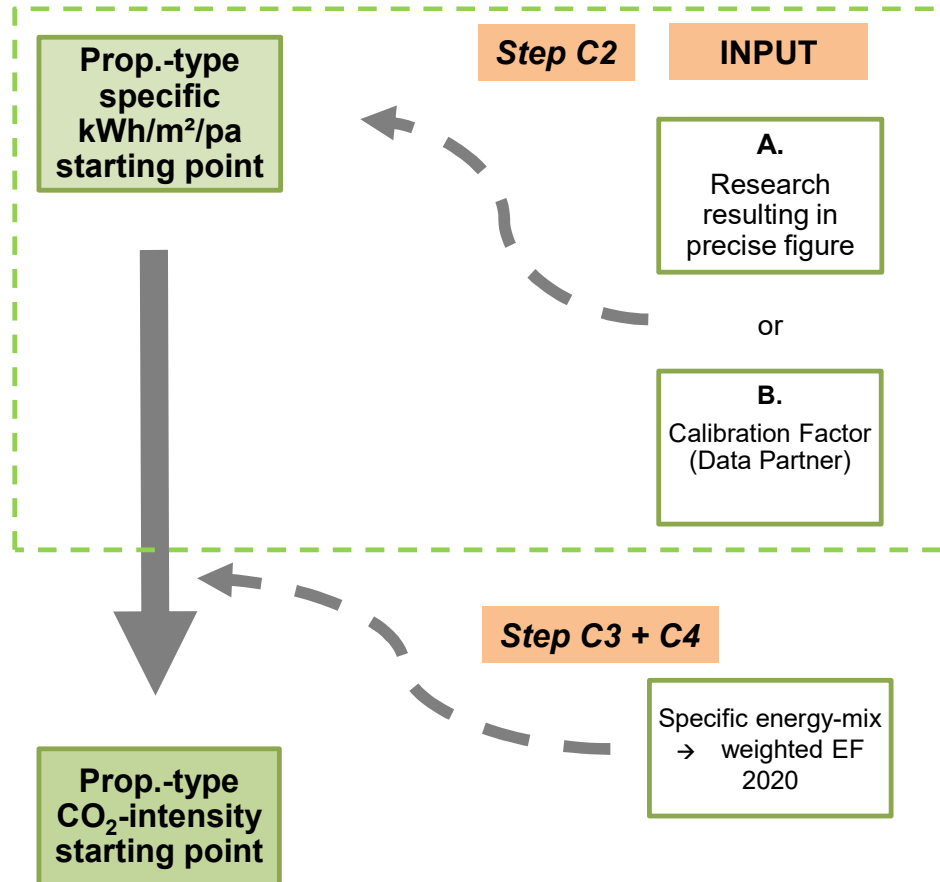 Prop.-type
specific
kWh/m²/pa
starting point
Step C2
INPUT
A.
Research
resulting in
precise figure
or
B.
Calibration Factor
(Data Partner)
Step C3 + C4
Specific energy-mix
→ weighted EF
2020
Prop.-type
CO₂-intensity
starting point